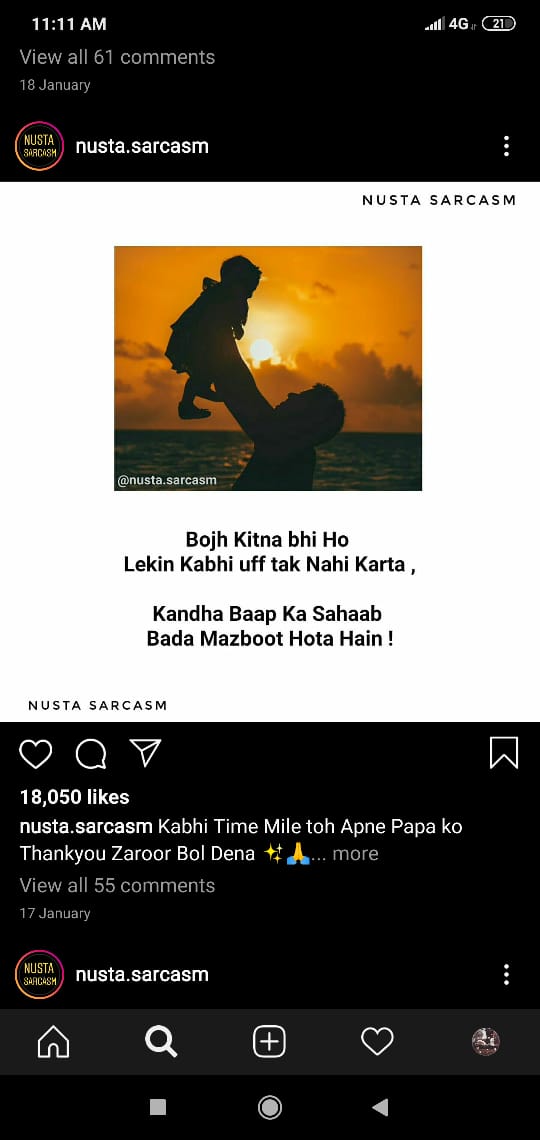 11:11 AM
4G
21
View all 61 comments
18 January
NUSTA
SARCASM
nusta.sarcasm
NUSTA SARCASM
@nusta.sarcasm
Bojh Kitna bhi Ho
Lekin Kabhi uff tak Nahi Karta ,
Kandha Baap Ka Sahaab
Bada Mazboot Hota Hain !
NUSTA SARCASM
18,050 likes
nusta.sarcasm Kabhi Time Mile toh Apne Papa ko
Thankyou Zaroor Bol Dena ✨🙏... more
View all 55 comments
17 January
NUSTA
SARCASM
nusta.sarcasm